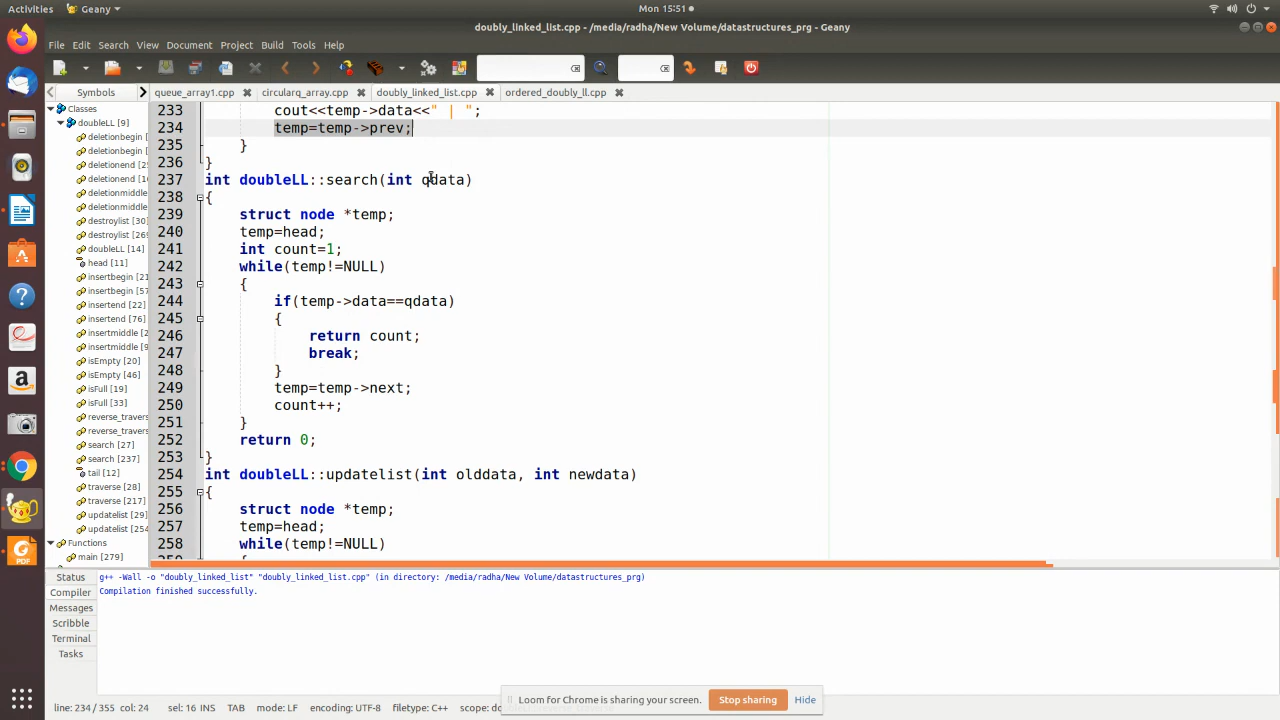 Activities Geany Mon 15:51
doubly_linked_list.cpp - /media/radha/New Volume/datastructures_prg - Geany
File Edit Search View Document Project Build Tools Help
Symbols queue_array1.cpp circularq_array.cpp doubly_linked_list.cpp ordered_doubly_ll.cpp
Classes
doubleLL [9]
deletionbegin
deletionbegin
deletionend [2
deletionend [1
deletionmiddle
deletionmiddle
destroylist [30]
destroylist [26
doubleLL [14]
head [11]
insertbegin [2
insertbegin [57
insertend [22]
insertend [76]
insertmiddle [2
insertmiddle [9
isEmpty [20]
isEmpty [46]
isFull [19]
isFull [33]
reverse_travers
reverse_travers
search [27]
search [237]
tail [12]
traverse [28]
traverse [217]
updatelist [29]
updatelist [254
Functions
main [279]
233 cout<<temp->data<<" | ";
234 temp=temp->prev;
235 }
236 }
237 int doubleLL::search(int qdata)
238 {
239 struct node *temp;
240 temp=head;
241 int count=1;
242 while(temp!=NULL)
243 {
244 if(temp->data==qdata)
245 {
246 return count;
247 break;
248 }
249 temp=temp->next;
250 count++;
251 }
252 return 0;
253 }
254 int doubleLL::updatelist(int olddata, int newdata)
255 {
256 struct node *temp;
257 temp=head;
258 while(temp!=NULL)
Status
Compiler
Messages
Scribble
Terminal
Tasks
g++ -Wall -o "doubly_linked_list" "doubly_linked_list.cpp" (in directory: /media/radha/New Volume/datastructures_prg)
Compilation finished successfully.
Loom for Chrome is sharing your screen. Stop sharing Hide
line: 234 / 355 col: 24 sel: 16 INS TAB mode: LF encoding: UTF-8 filetype: C++